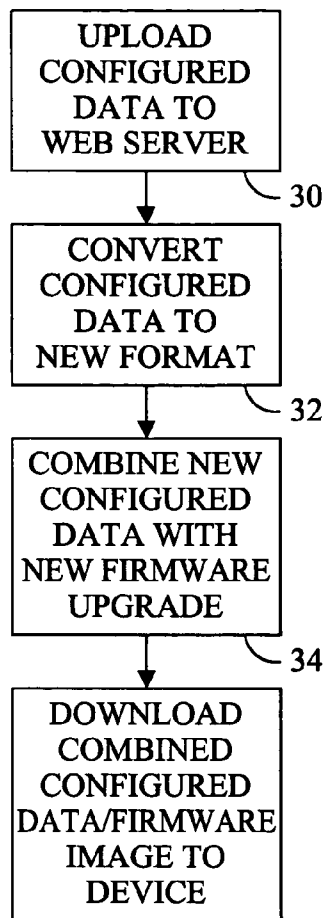 UPLOAD
CONFIGURED
DATA TO
WEB SERVER
30
CONVERT
CONFIGURED
DATA TO
NEW FORMAT
32
COMBINE NEW
CONFIGURED
DATA WITH
NEW FIRMWARE
UPGRADE
34
DOWNLOAD
COMBINED
CONFIGURED
DATA/FIRMWARE
IMAGE TO
DEVICE